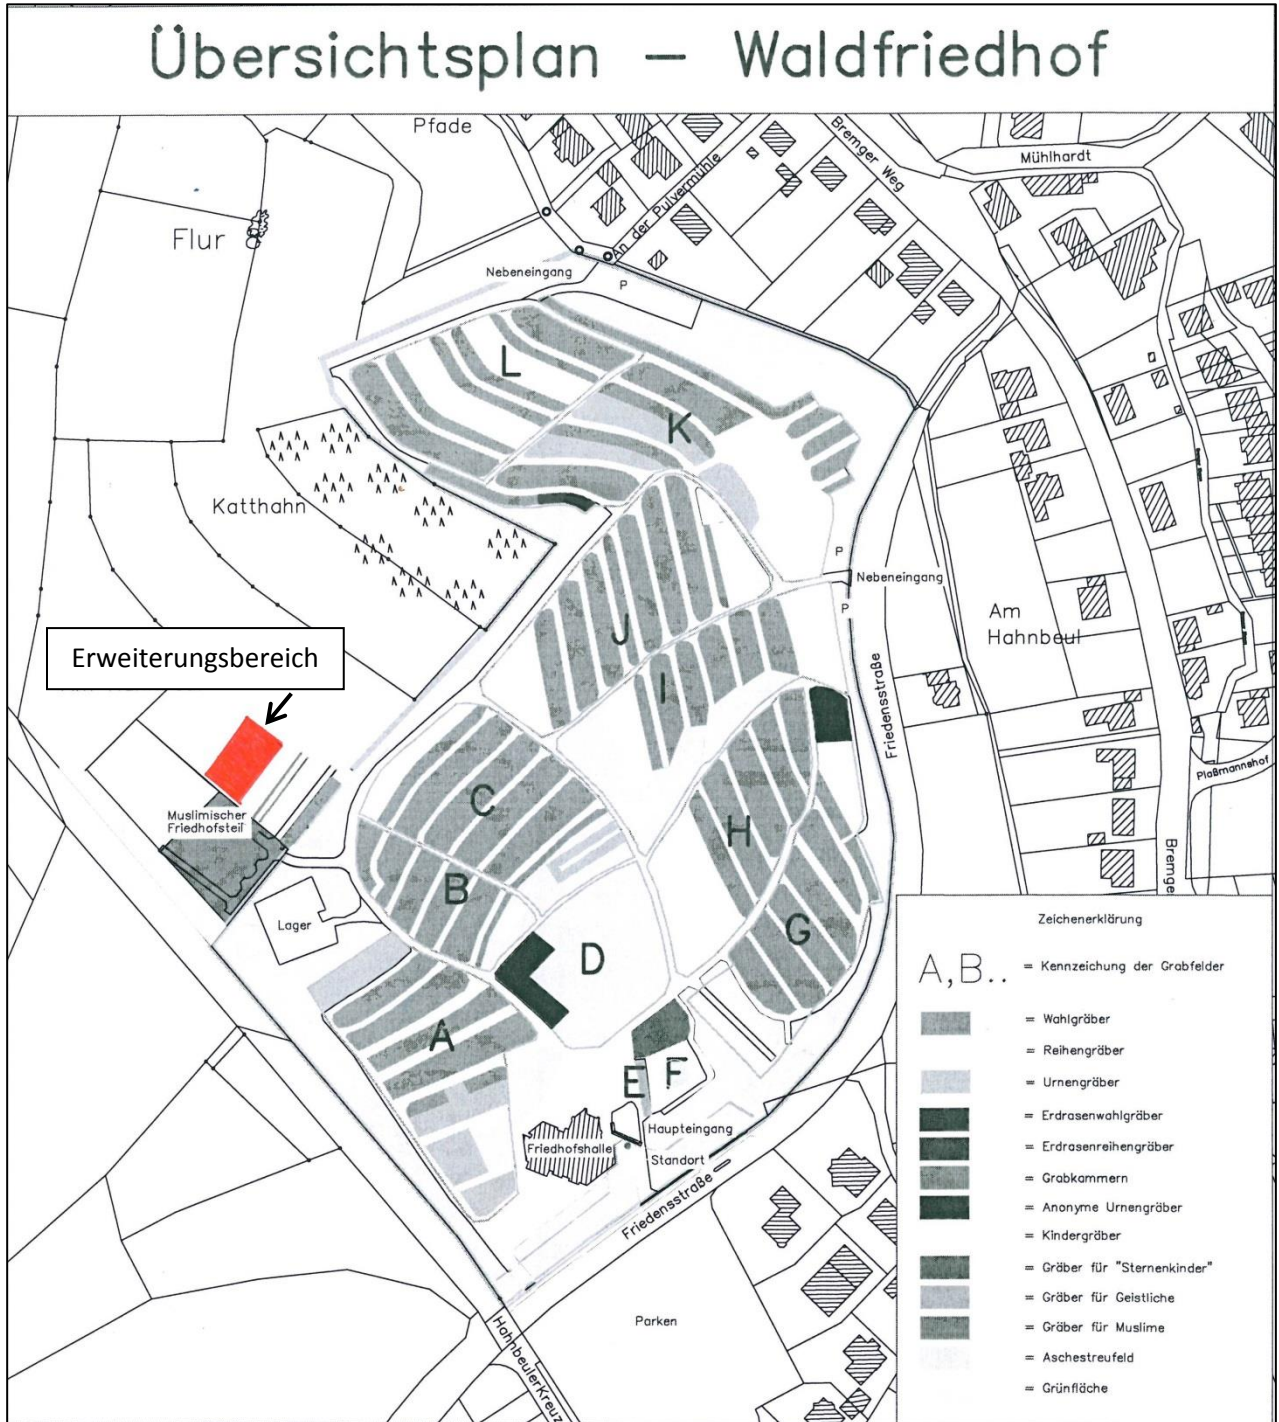 Übersichtsplan – Waldfriedhof
Pfade
Bremger Weg
Mühlhardt
An der Pulvermühle
Flur
Nebeneingang
P
L
K
Katthahn
P
Nebeneingang
P
Am
Hahnbeul
J
I
Erweiterungsbereich
Friedensstraße
Plaßmannshof
C
H
Muslimischer
Friedhofsteil
Bremge
B
G
Lager
D
A
E
F
Haupteingang
Friedhofshalle
Standort
Friedensstraße
Parken
HahnbeulerKreuz
Zeichenerklärung
A,B.. = Kennzeichung der Grabfelder
= Wahlgräber
= Reihengräber
= Urnengräber
= Erdrasenwahlgräber
= Erdrasenreihengräber
= Grabkammern
= Anonyme Urnengräber
= Kindergräber
= Gräber für "Sternenkinder"
= Gräber für Geistliche
= Gräber für Muslime
= Aschestreufeld
= Grünfläche